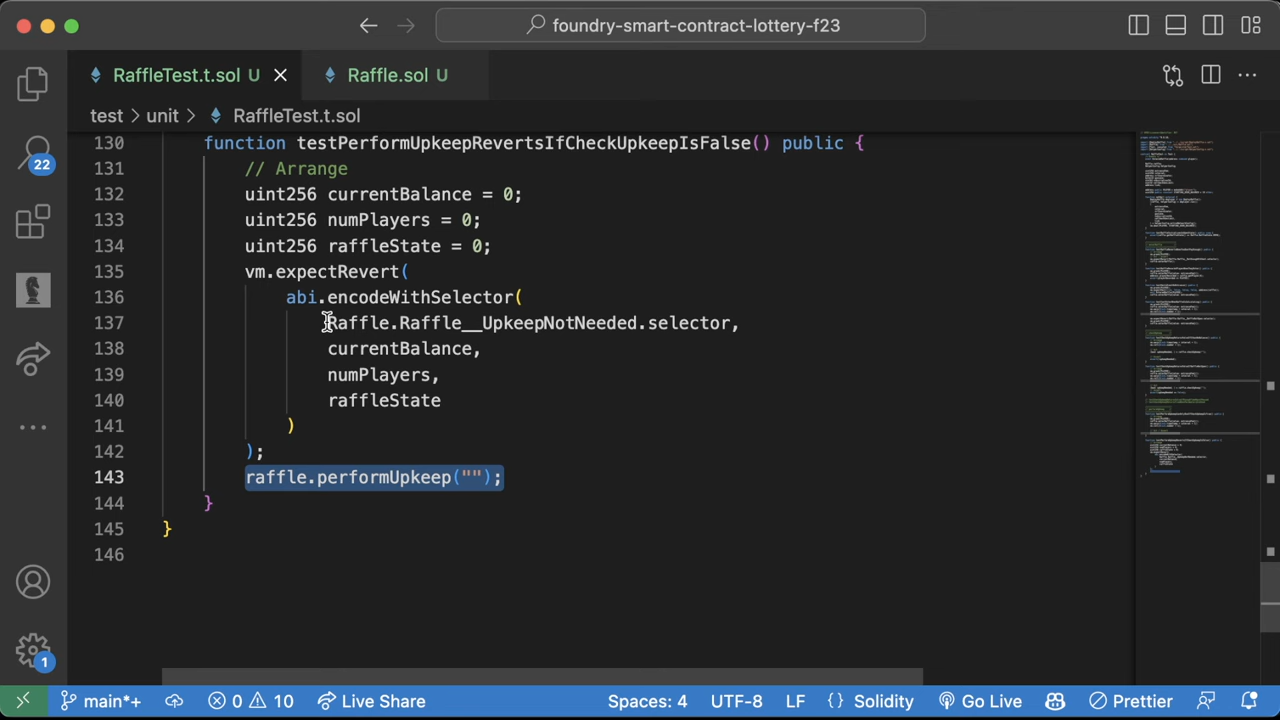 foundry-smart-contract-lottery-f23
RaffleTest.t.sol U
Raffle.sol U
test > unit > RaffleTest.t.sol
22
130 function testPerformUpkeepRevertsIfCheckUpkeepIsFalse() public {
131 // Arrange
132 uint256 currentBalance = 0;
133 uint256 numPlayers = 0;
134 uint256 raffleState = 0;
135 vm.expectRevert(
136 abi.encodeWithSelector(
137 Raffle.Raffle__UpkeepNotNeeded.selector,
138 currentBalance,
139 numPlayers,
140 raffleState
141 )
142 );
143 raffle.performUpkeep("");
144 }
145 }
146
1
main*+ 0 10 Live Share Spaces: 4 UTF-8 LF {} Solidity Go Live Prettier